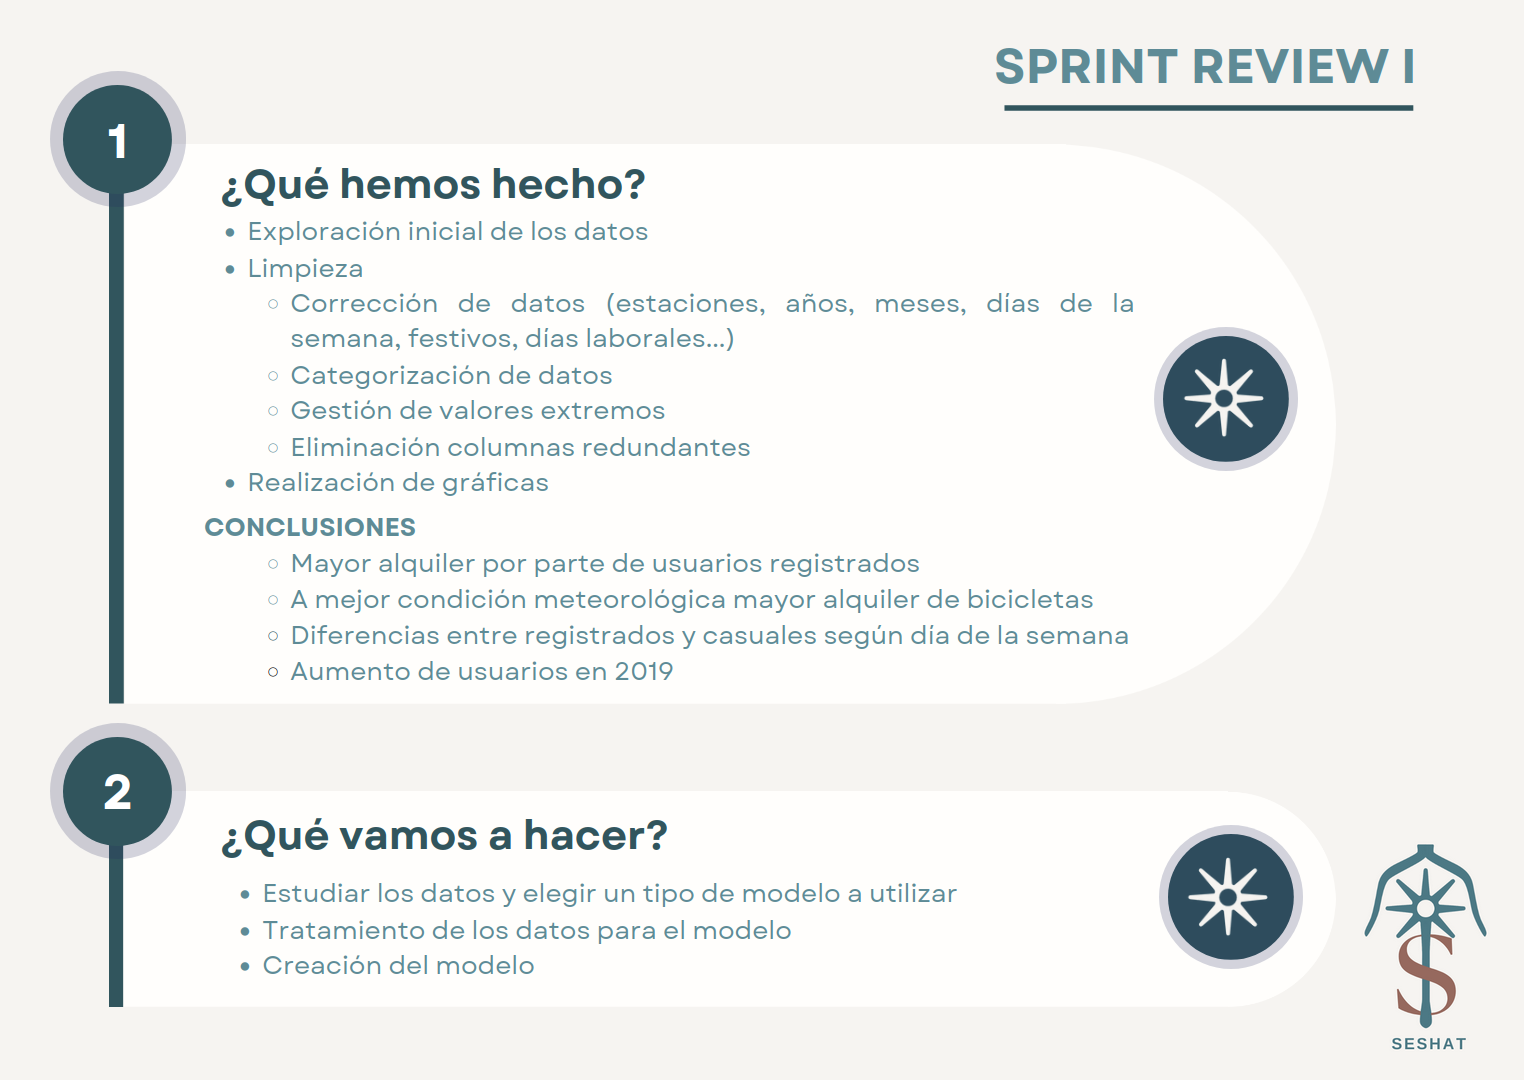 SPRINT REVIEW I
1
¿Qué hemos hecho?
Exploración inicial de los datos
Limpieza
Corrección de datos (estaciones, años, meses, días de la
semana, festivos, días laborales...)
Categorización de datos
Gestión de valores extremos
Eliminación columnas redundantes
Realización de gráficas
CONCLUSIONES
Mayor alquiler por parte de usuarios registrados
A mejor condición meteorológica mayor alquiler de bicicletas
Diferencias entre registrados y casuales según día de la semana
Aumento de usuarios en 2019
2
¿Qué vamos a hacer?
Estudiar los datos y elegir un tipo de modelo a utilizar
Tratamiento de los datos para el modelo
Creación del modelo
S
SESHAT